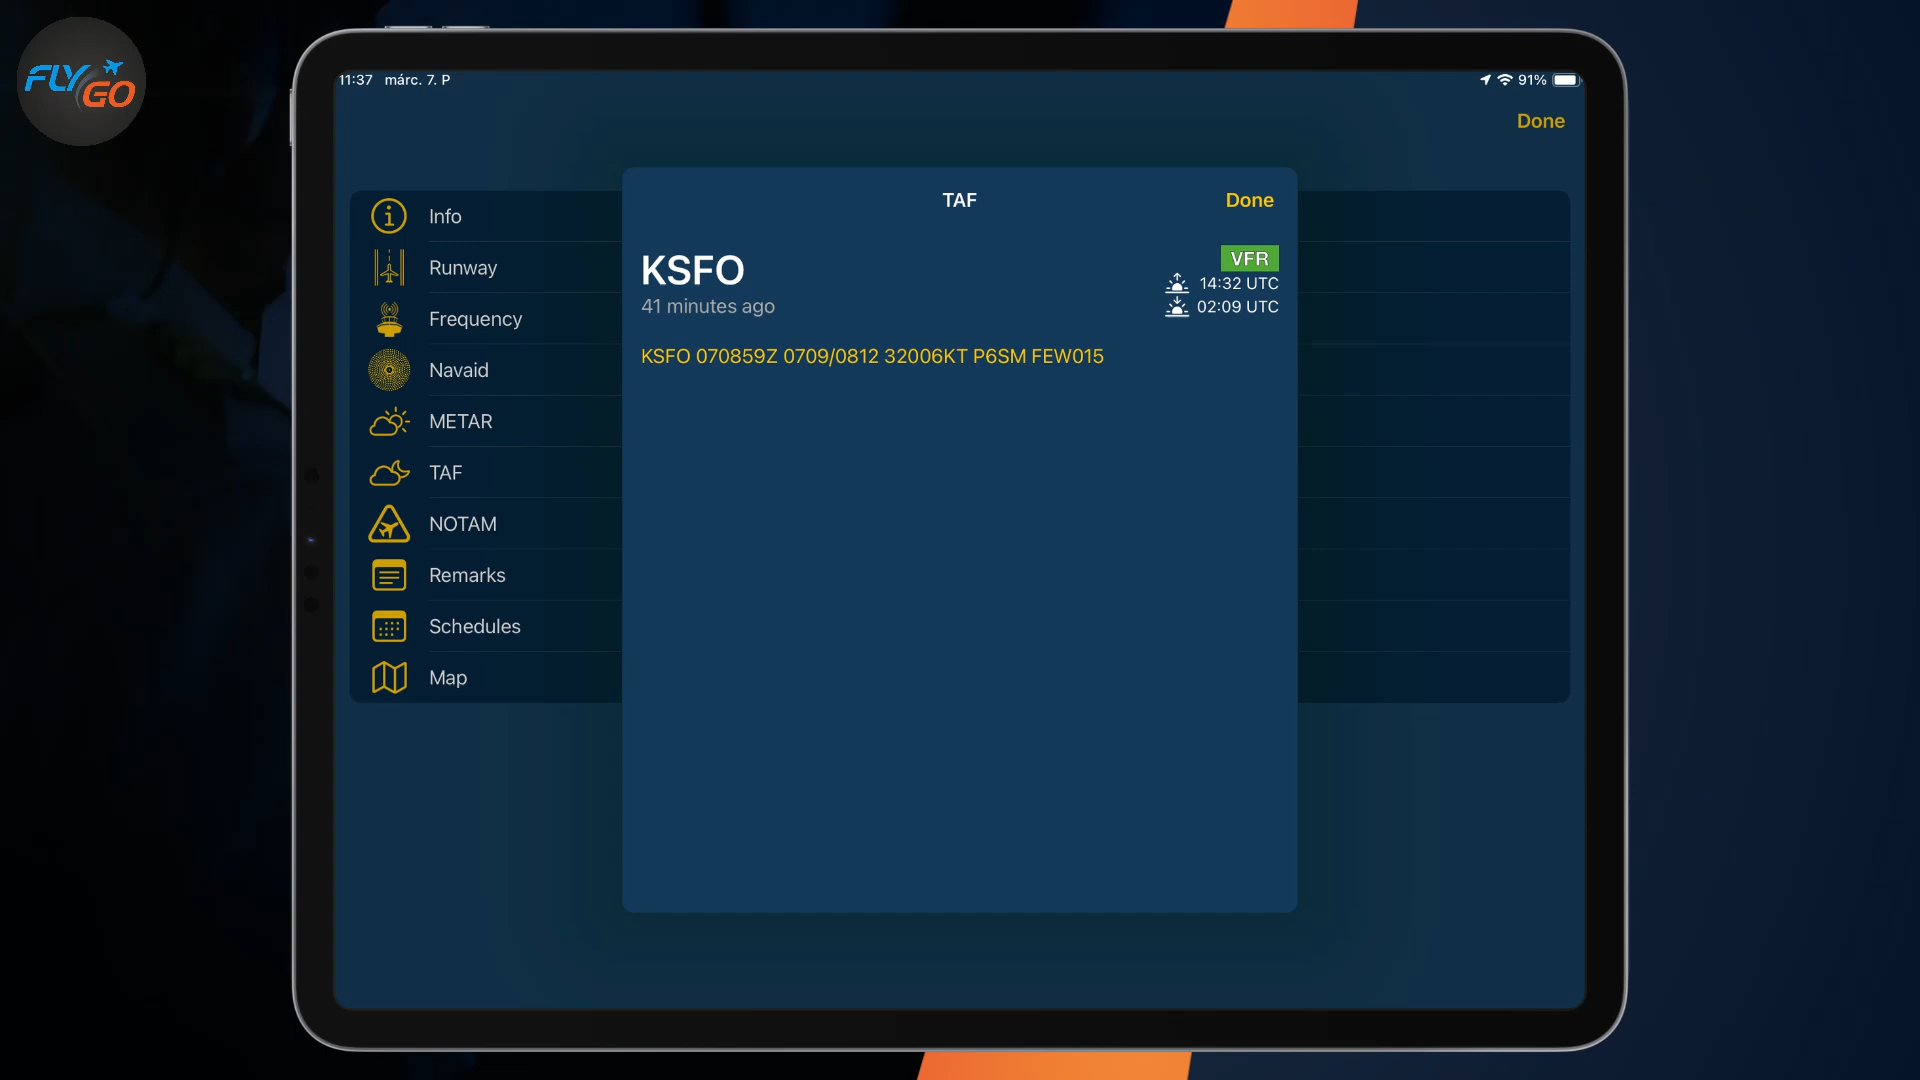 FLY
GO
11:37 márc. 7. P
91%
Done
TAF
Done
KSFO
41 minutes ago
VFR
14:32 UTC
02:09 UTC
KSFO 070859Z 0709/0812 32006KT P6SM FEW015
Info
Runway
Frequency
Navaid
METAR
TAF
NOTAM
Remarks
Schedules
Map